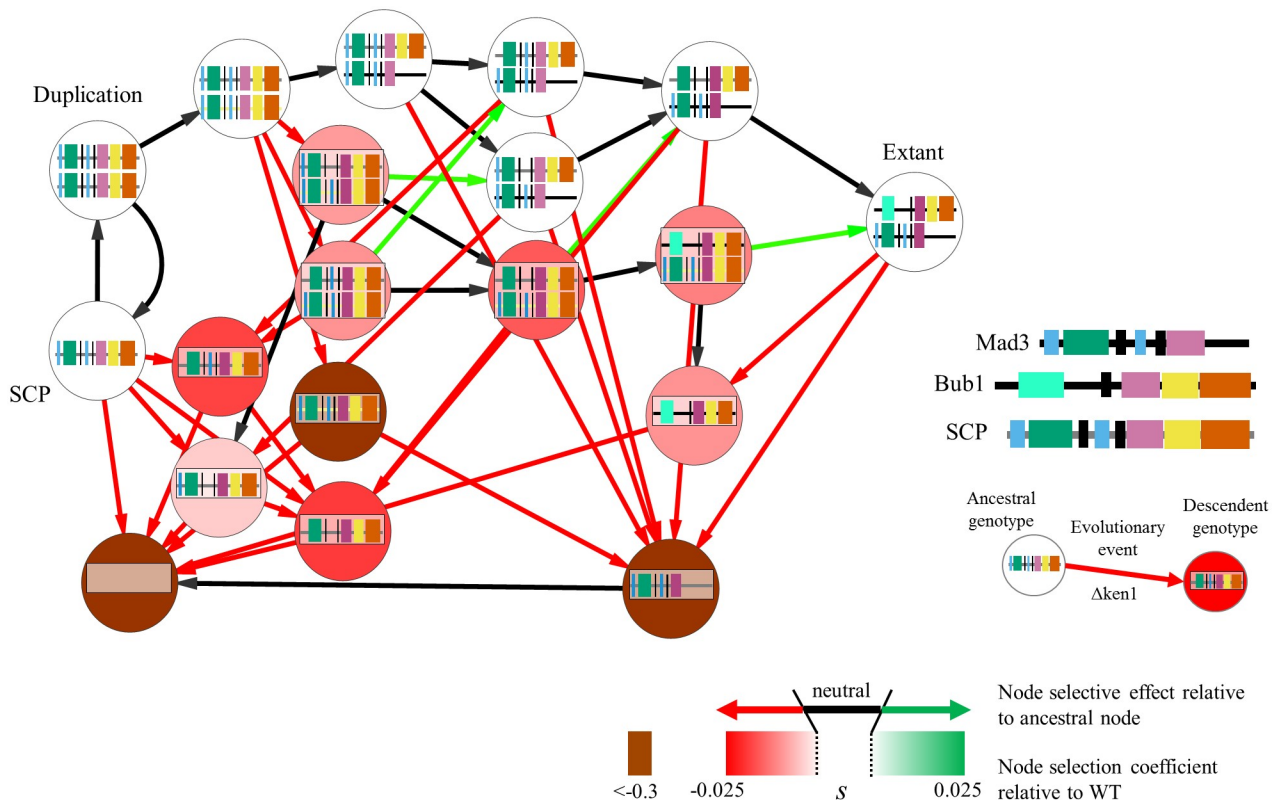 Duplication
Extant
SCP
Mad3
Bub1
SCP
Ancestral
genotype
Evolutionary
event
Δken1
Descendent
genotype
neutral
Node selective effect relative
to ancestral node
<-0.3
-0.025
s
0.025
Node selection coefficient
relative to WT